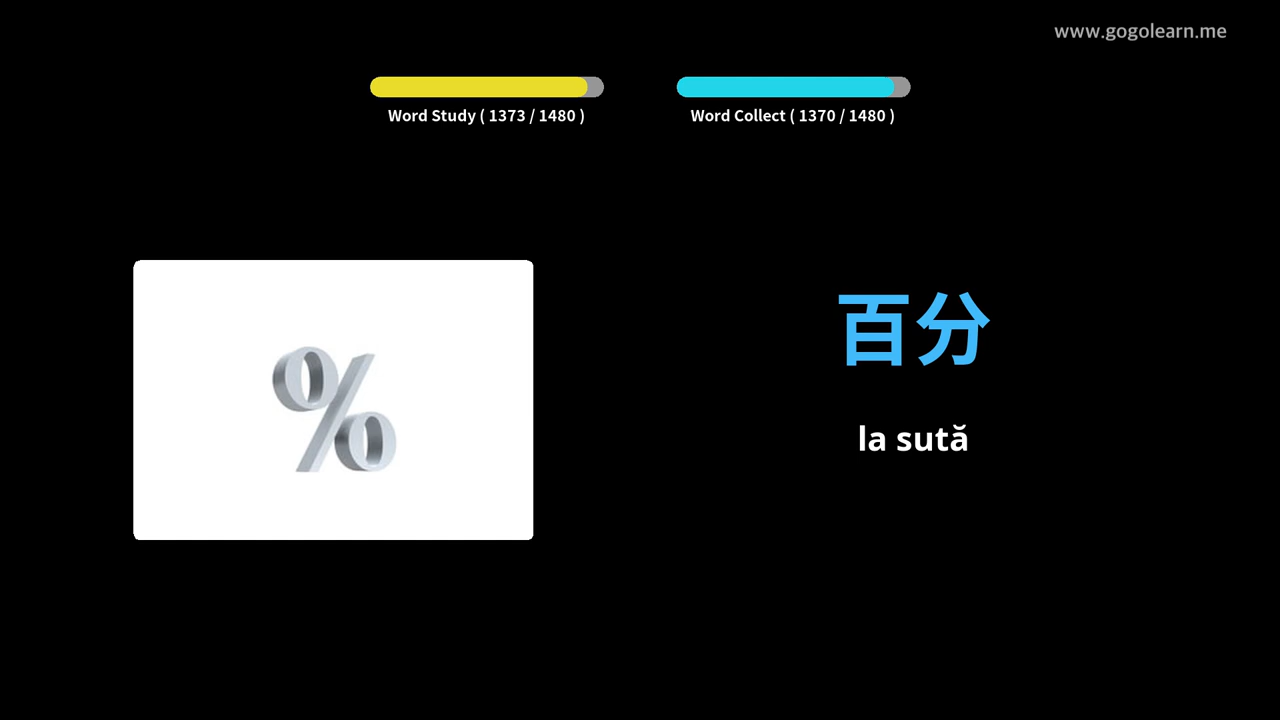 www.gogolearn.me
Word Study ( 1373 / 1480 )
Word Collect ( 1370 / 1480 )
%
百分
la sută